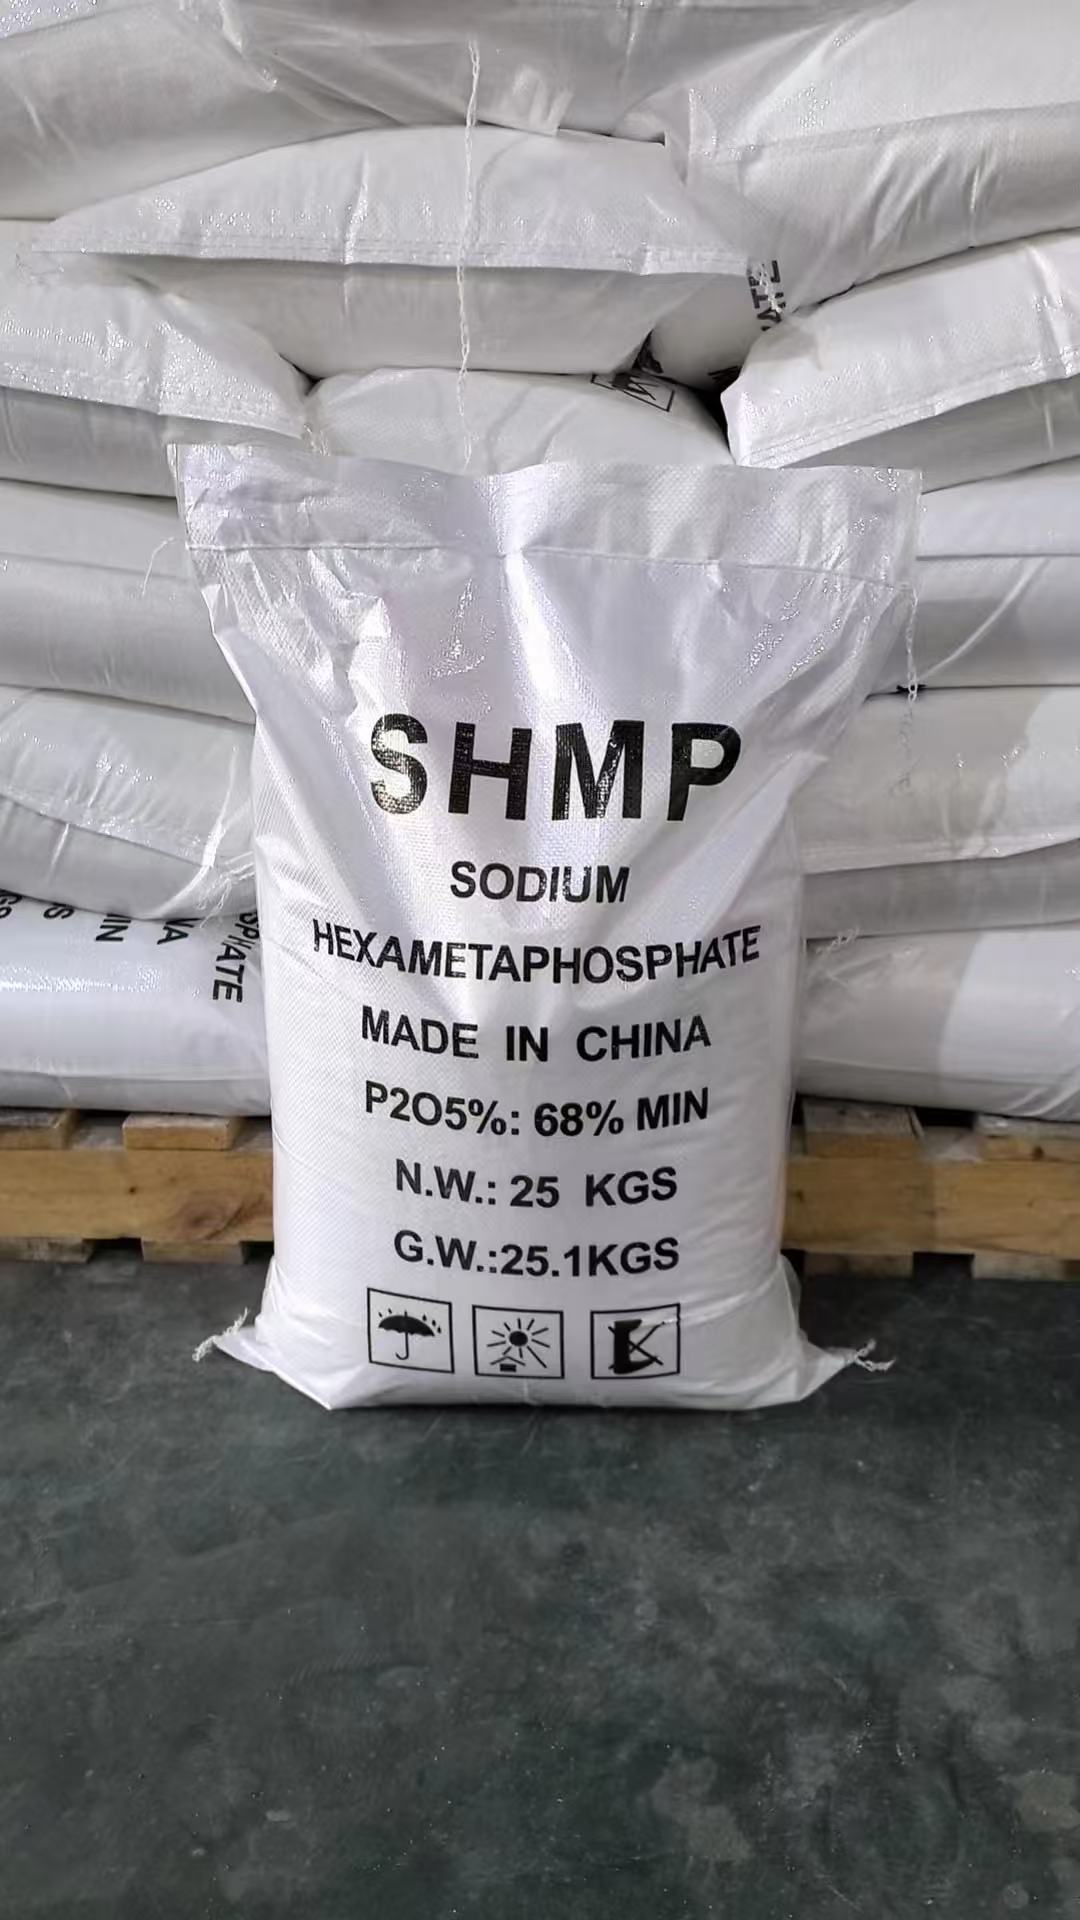 SHMP
SODIUM
HEXAMETAPHOSPHATE
MADE IN CHINA
P2O5%: 68% MIN
N.W.: 25 KGS
G.W.:25.1KGS